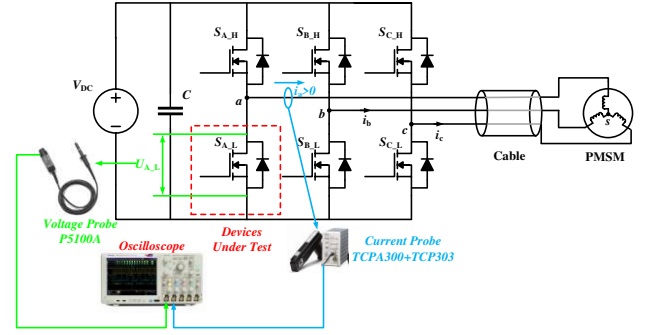 S_A_H
S_B_H
S_C_H
V_DC
C
i_a>0
a
b
i_b
c
i_c
s
U_A_L
S_A_L
S_B_L
S_C_L
Cable
PMSM
Voltage Probe
P5100A
Oscilloscope
Devices
Under Test
Current Probe
TCPA300+TCP303